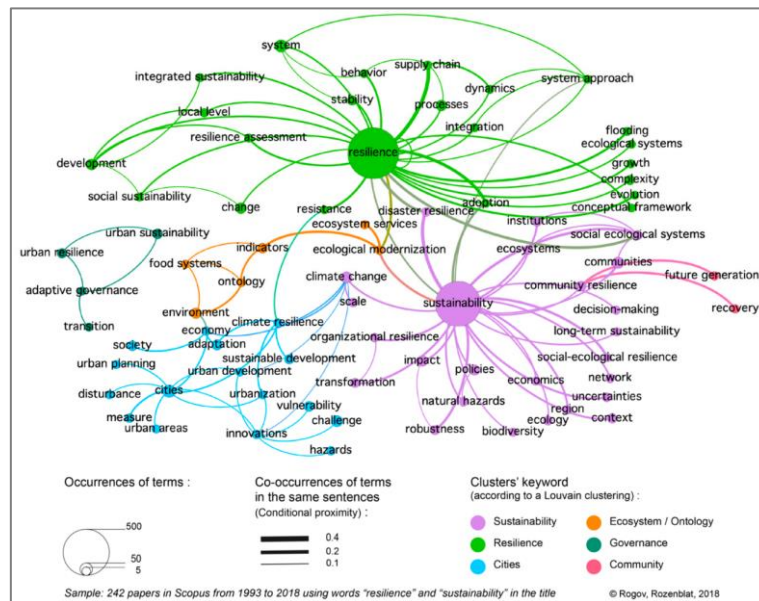 system
integrated sustainability
behavior
supply chain
system approach
stability
dynamics
local level
processes
integration
flooding
resilience assessment
ecological systems
resilience
development
growth
complexity
social sustainability
evolution
change
adoption
conceptual framework
resistance
disaster resilience
institutions
urban sustainability
ecosystem services
social ecological systems
urban resilience
indicators
ecological modernization
ecosystems
food systems
communities
climate change
future generation
adaptive governance
ontology
community resilience
scale
sustainability
recovery
environment
decision-making
transition
economy
climate resilience
society
adaptation
organizational resilience
long-term sustainability
urban planning
sustainable development
impact
social-ecological resilience
urban development
policies
transformation
economics
network
disturbance
cities
urbanization
vulnerability
natural hazards
uncertainties
region
measure
challenge
robustness
ecology
context
urban areas
innovations
biodiversity
hazards
Occurrences of terms :
500
50
5
Co-occurrences of terms
in the same sentences
(Conditional proximity) :
0.4
0.2
0.1
Clusters' keyword
(according to a Louvain clustering) :
Sustainability
Resilience
Cities
Ecosystem / Ontology
Governance
Community
Sample: 242 papers in Scopus from 1993 to 2018 using words "resilience" and "sustainability" in the title
© Rogov, Rozenblat, 2018